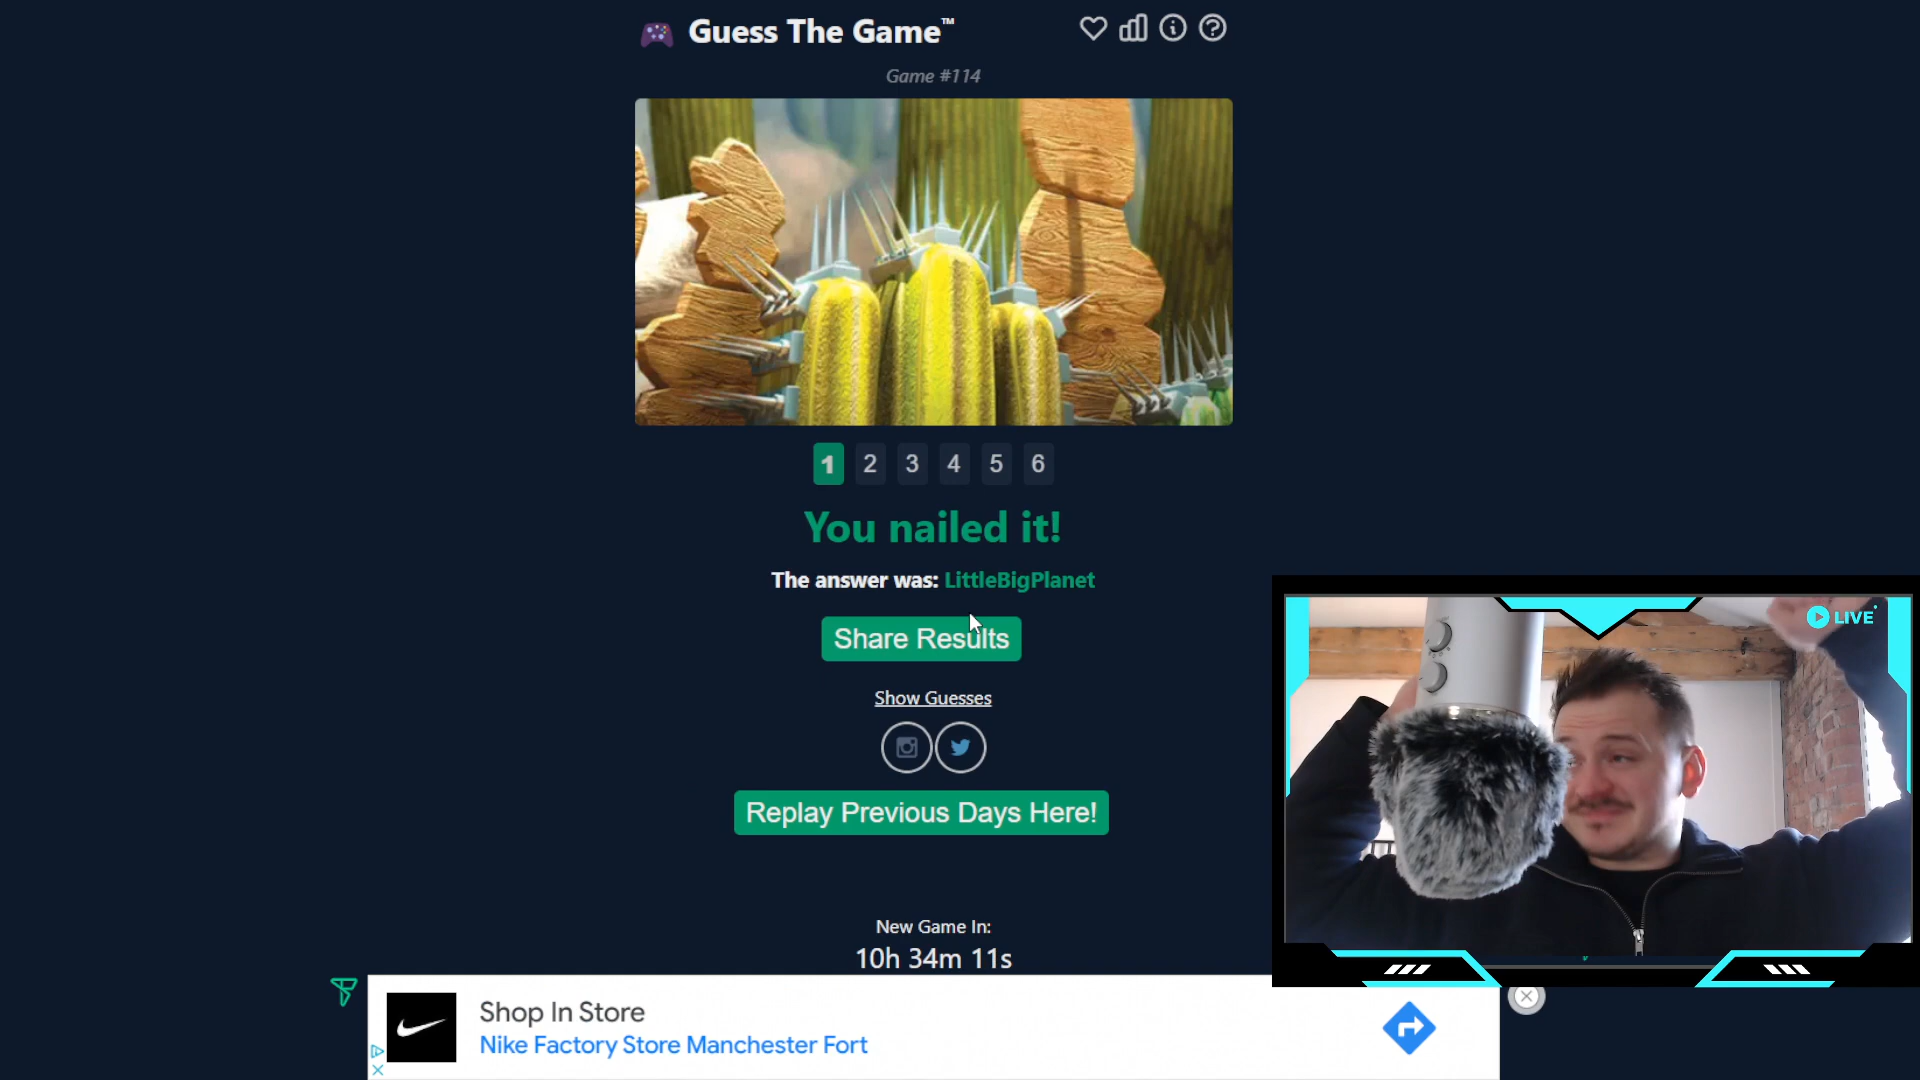 Guess The Game™
Game #114
1 2 3 4 5 6
You nailed it!
The answer was: LittleBigPlanet
Share Results
Show Guesses
Replay Previous Days Here!
New Game In:
10h 34m 11s
LIVE
Shop In Store
Nike Factory Store Manchester Fort